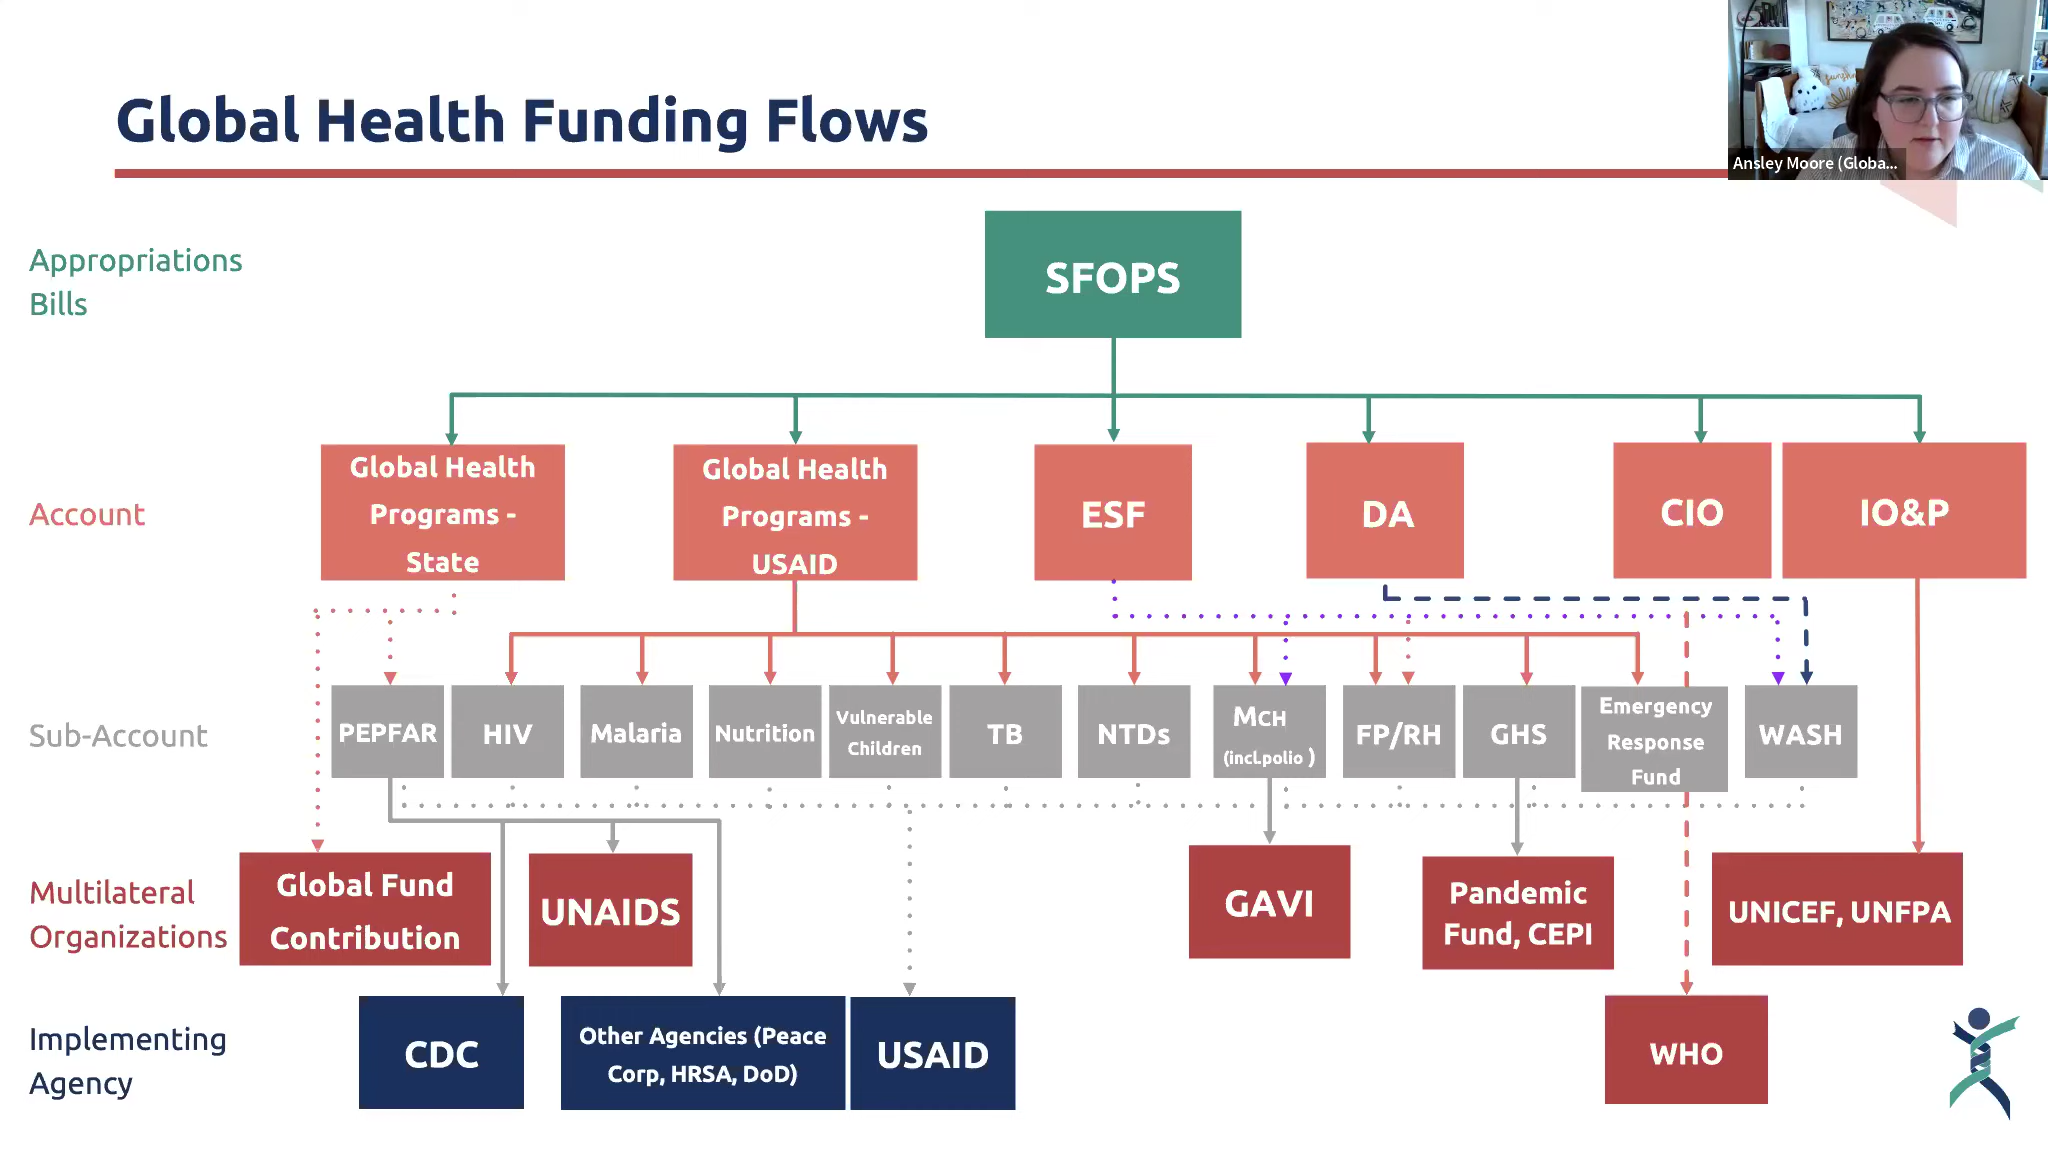 Global Health Funding Flows
Ansley Moore (Globa...
Appropriations
Bills
SFOPS
Account
Global Health
Programs -
State
Global Health
Programs -
USAID
ESF
DA
CIO
IO&P
Sub-Account
PEPFAR
HIV
Malaria
Nutrition
Vulnerable
Children
TB
NTDs
MCH
(incl.polio )
FP/RH
GHS
Emergency
Response
Fund
WASH
Multilateral
Organizations
Global Fund
Contribution
UNAIDS
GAVI
Pandemic
Fund, CEPI
UNICEF, UNFPA
Implementing
Agency
CDC
Other Agencies (Peace
Corp, HRSA, DoD)
USAID
WHO